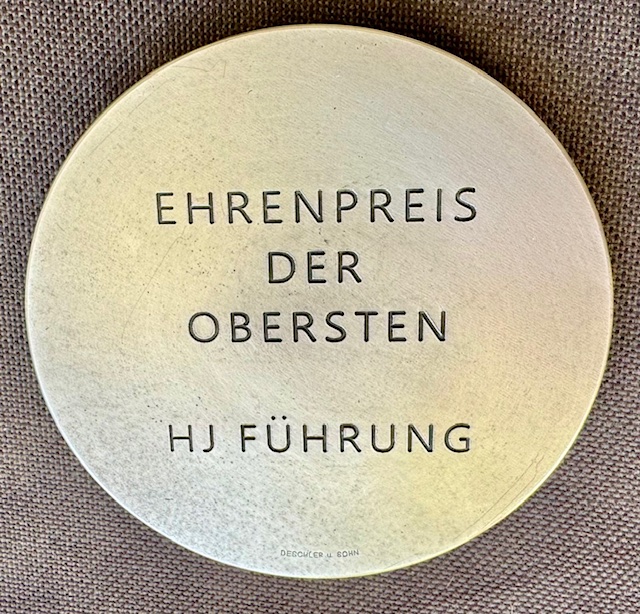 EHRENPREIS
DER
OBERSTEN
HJ FÜHRUNG
DESCHLER u. SOHN